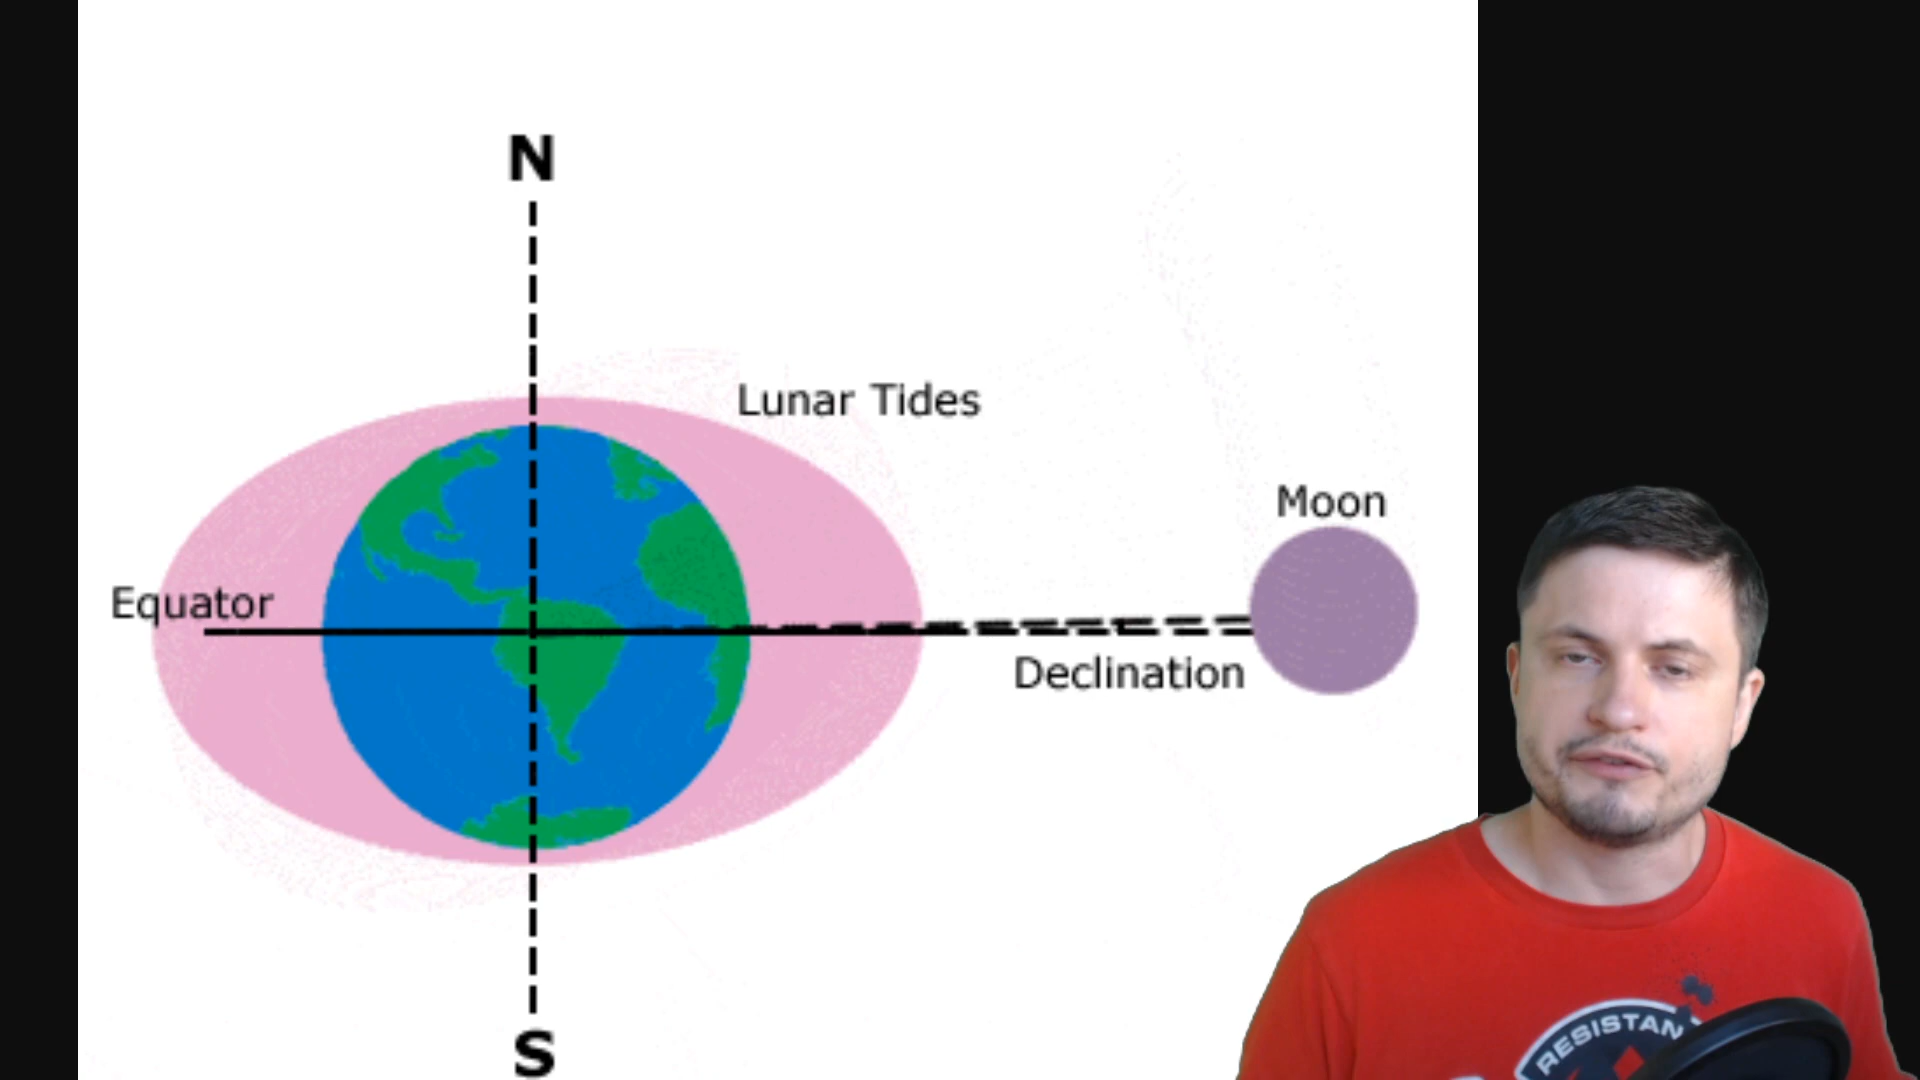 N
Lunar Tides
Moon
Equator
Declination
S
RESISTAN